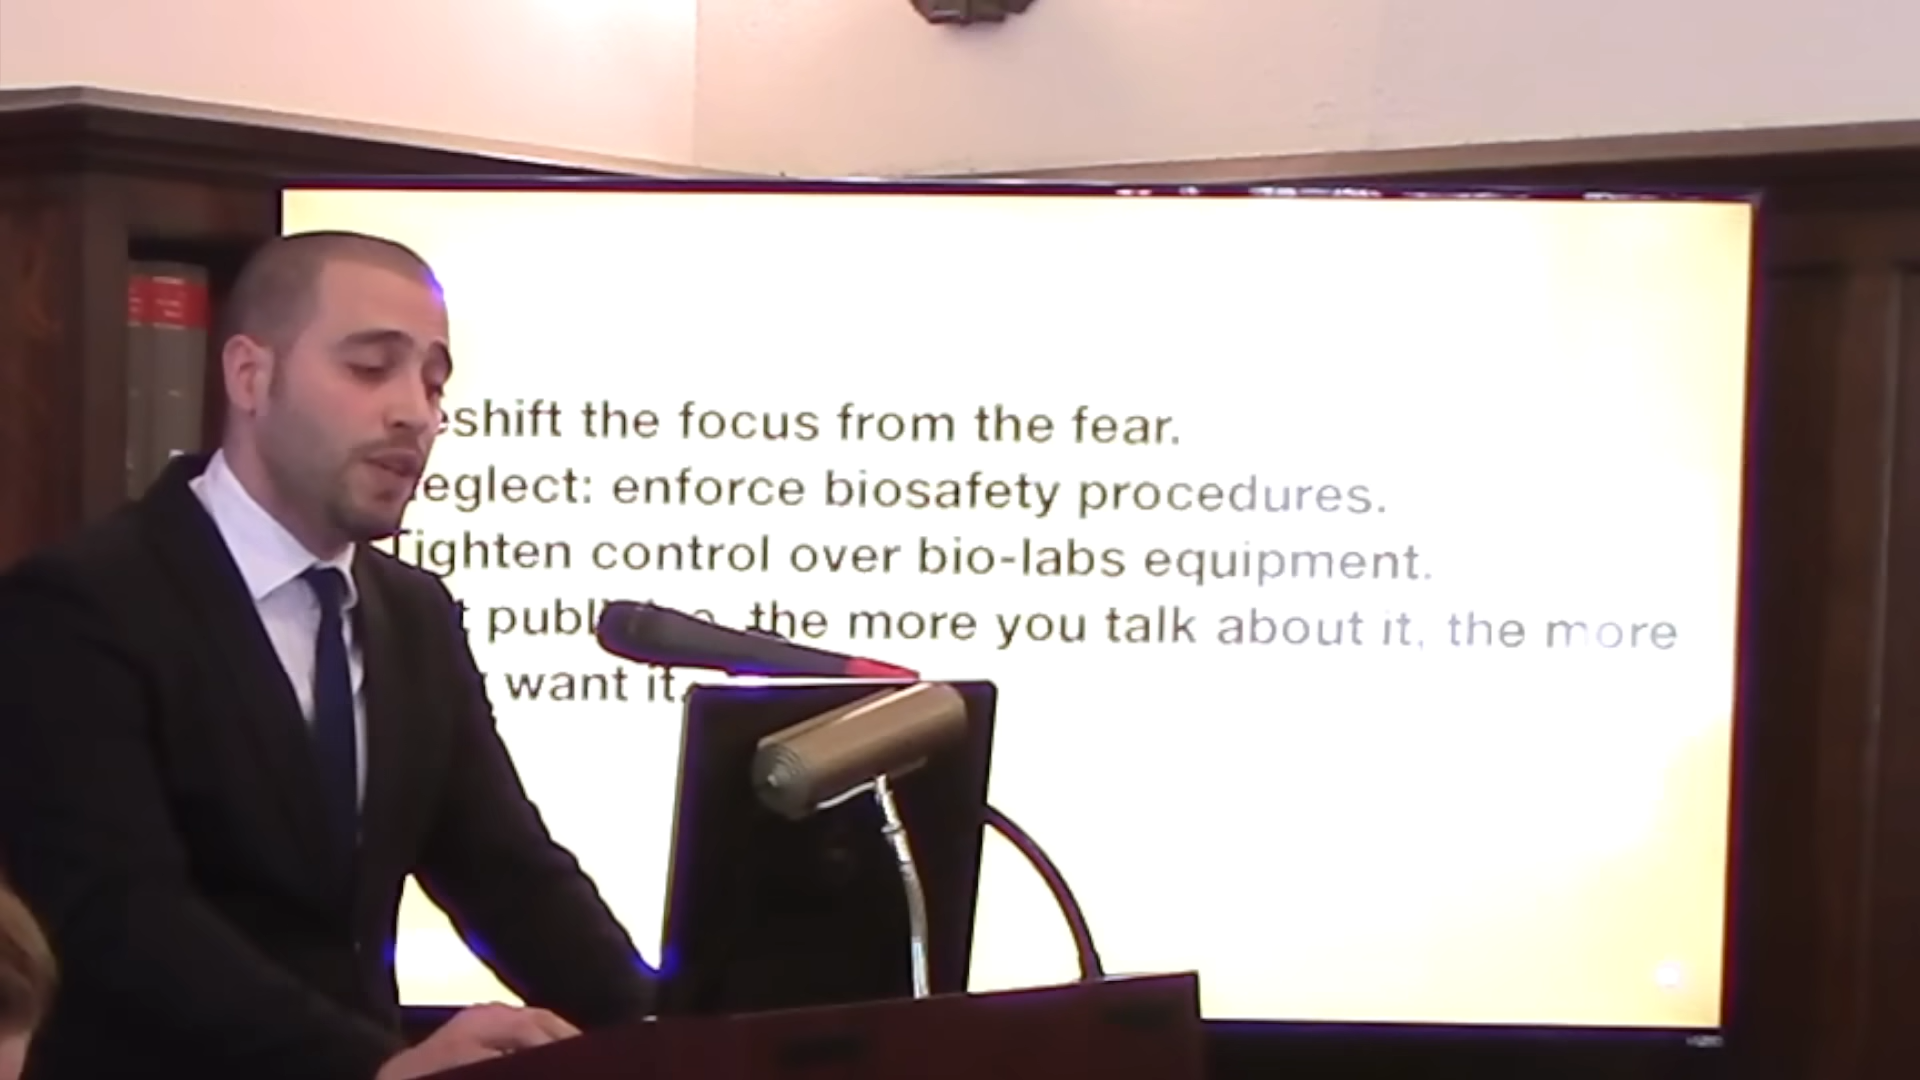 eshift the focus from the fear.
eglect: enforce biosafety procedures.
Tighten control over bio-labs equipment.
the more you talk about it, the more
want it.